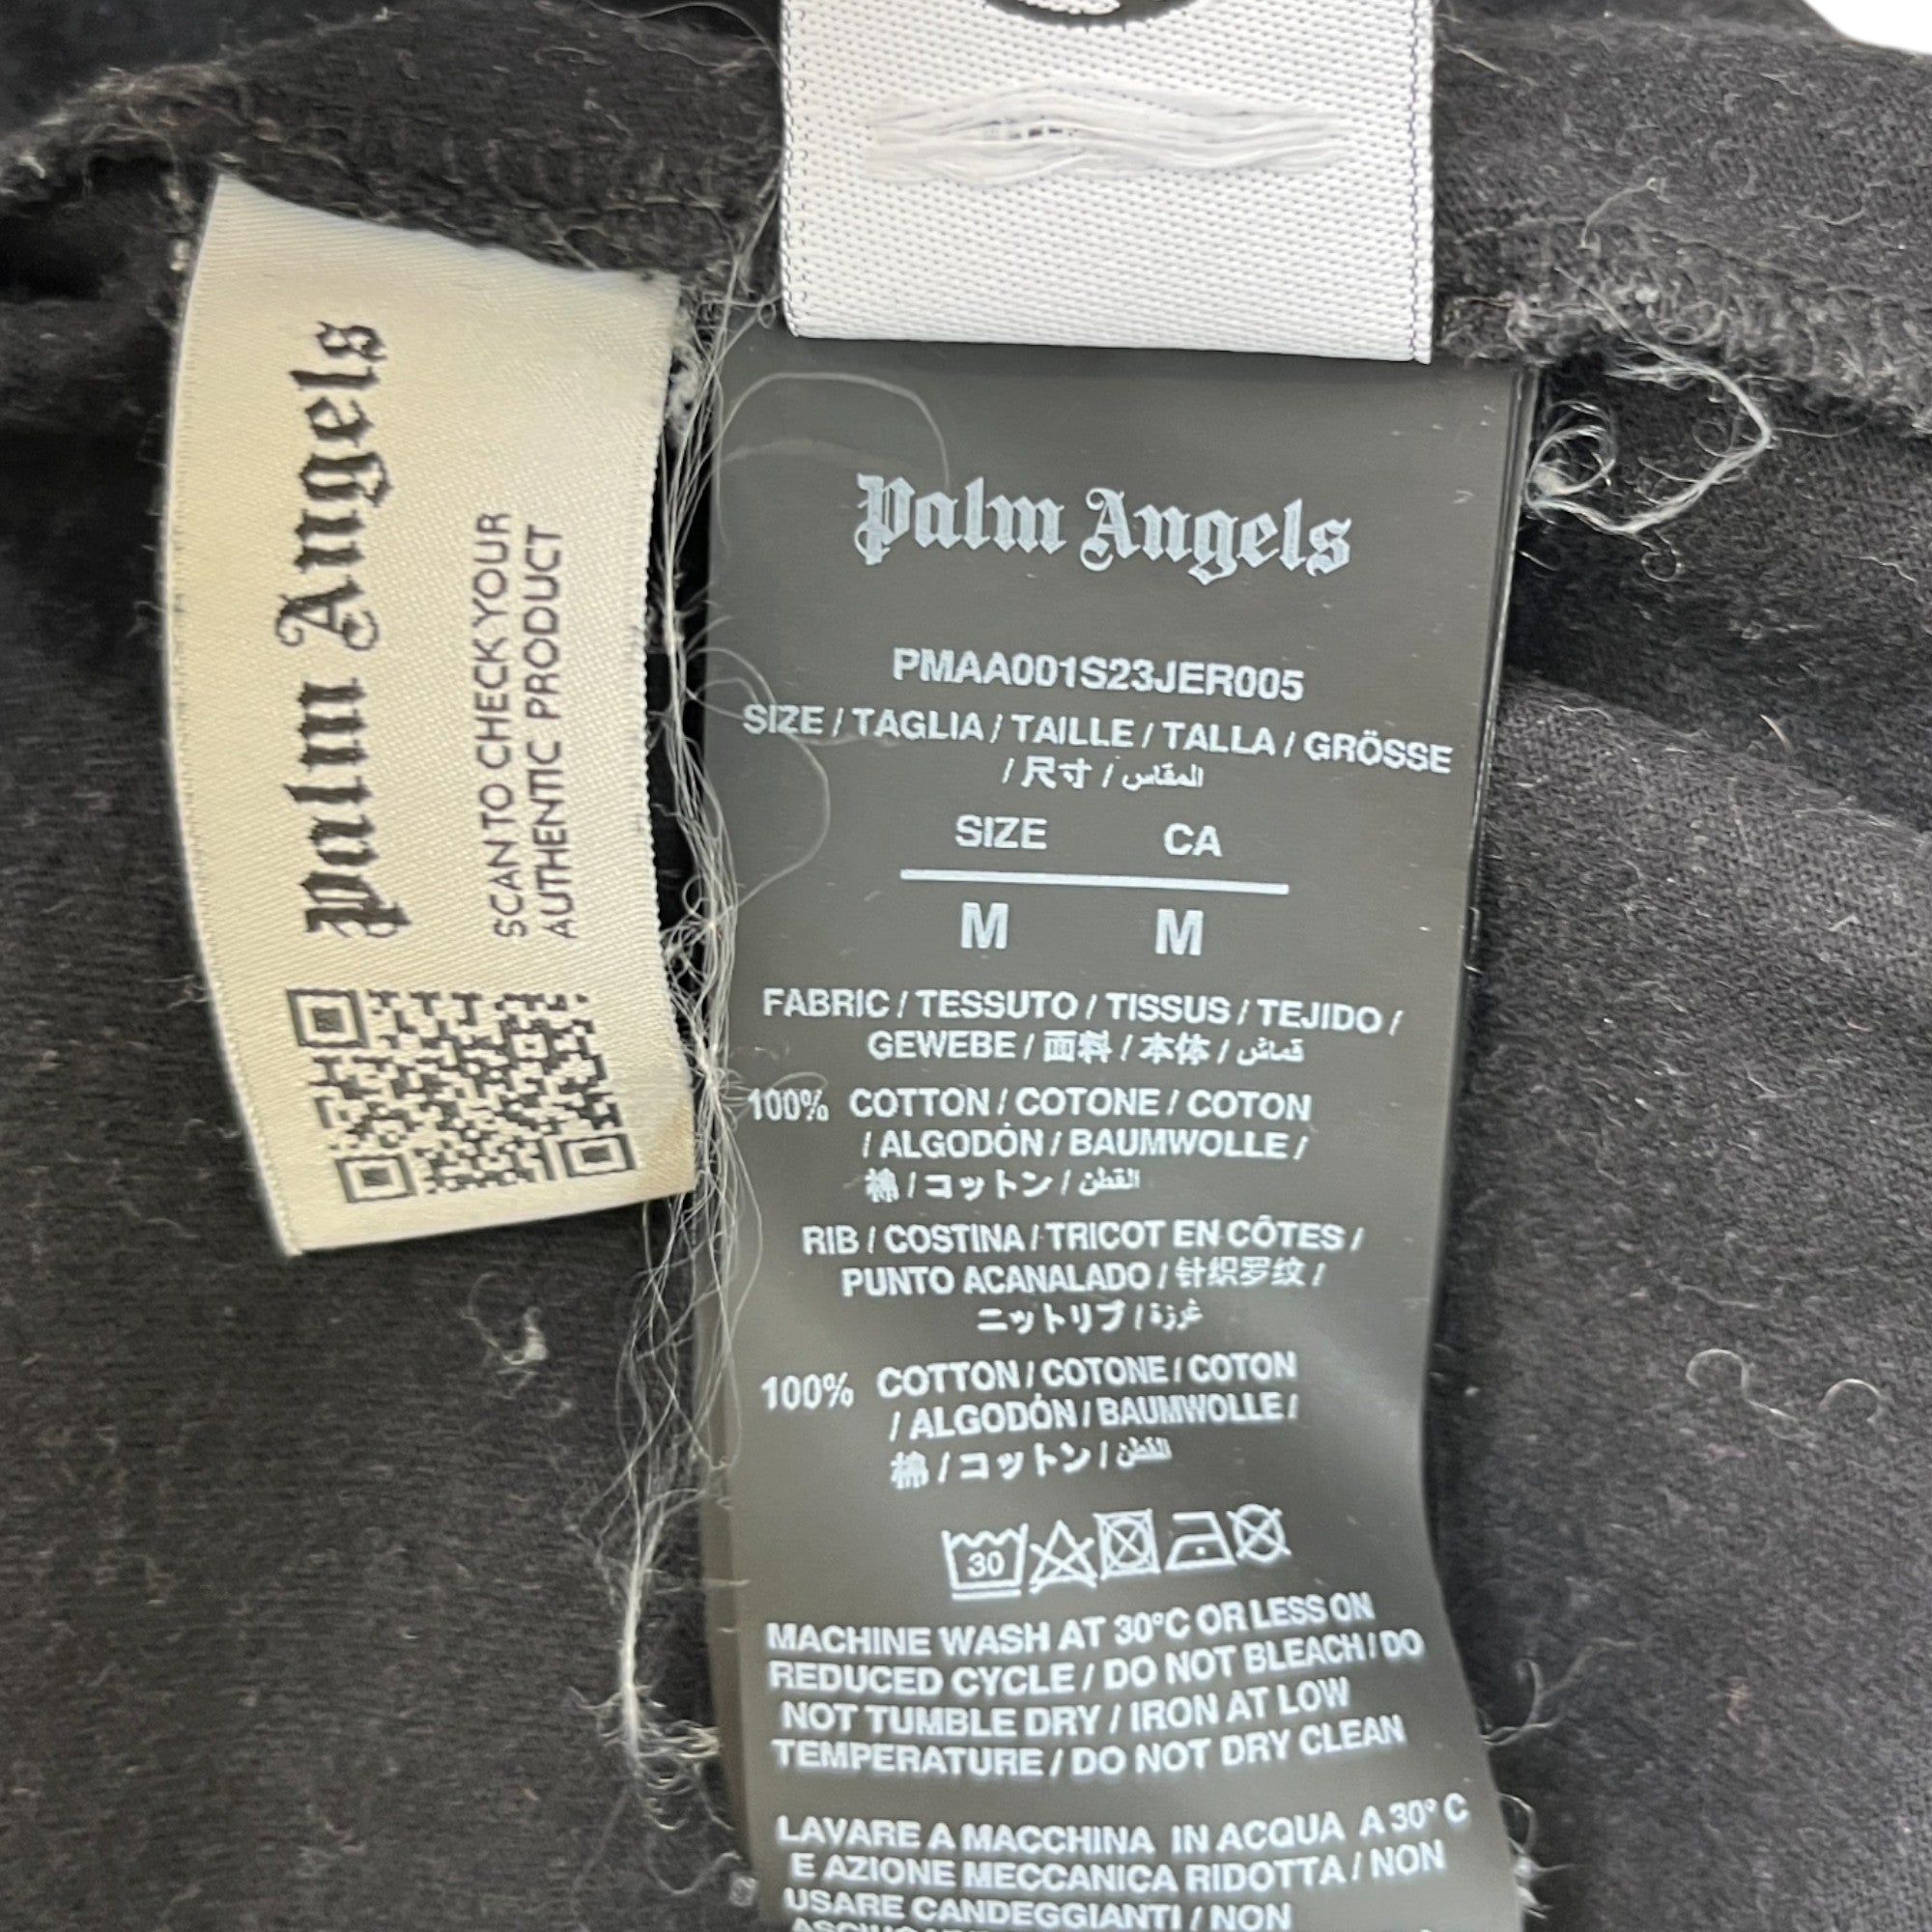 Palm Angels
SCAN TO CHECK YOUR
AUTHENTIC PRODUCT
Palm Angels
PMAA001S23JER005
SIZE / TAGLIA / TAILLE / TALLA / GRÖSSE
/ 尺寸 / المقاس
SIZE CA
M M
FABRIC / TESSUTO / TISSUS / TEJIDO /
GEWEBE / 面料 / 本体 / قماش
100% COTTON / COTONE / COTON
/ ALGODÓN / BAUMWOLLE /
棉 / コットン / القطن
RIB / COSTINA / TRICOT EN CÔTES /
PUNTO ACANALADO / 针织罗纹 /
ニットリブ / غرزة
100% COTTON / COTONE / COTON
/ ALGODÓN / BAUMWOLLE /
棉 / コットン / القطن
30
MACHINE WASH AT 30°C OR LESS ON
REDUCED CYCLE / DO NOT BLEACH / DO
NOT TUMBLE DRY / IRON AT LOW
TEMPERATURE / DO NOT DRY CLEAN
LAVARE A MACCHINA IN ACQUA A 30° C
E AZIONE MECCANICA RIDOTTA / NON
USARE CANDEGGIANTI / NON